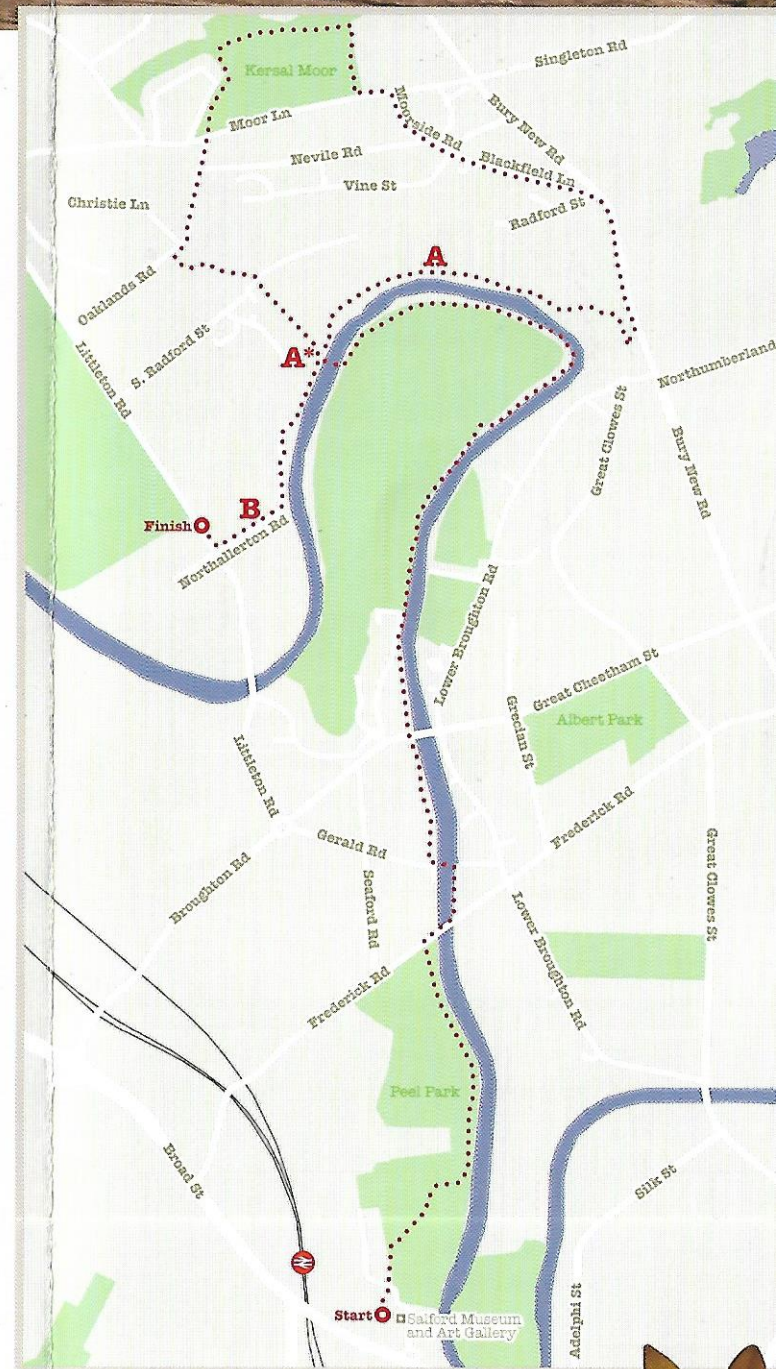 Singleton Rd
Kersal Moor
Moor Ln
Moorside Rd
Bury New Rd
Nevile Rd
Blackfield Ln
Vine St
Christie Ln
Radford St
A
Oaklands Rd
S. Radford St
A*
Littleton Rd
Northumberland
Great Clowes St
Bury New Rd
B
Finish
Northallerton Rd
Lower Broughton Rd
Great Cheetham St
Albert Park
Grecian St
Littleton Rd
Frederick Rd
Gerald Rd
Broughton Rd
Seaford Rd
Great Clowes St
Lower Broughton Rd
Frederick Rd
Peel Park
Broad St
Silk St
Start
Salford Museum
and Art Gallery
Adelphi St